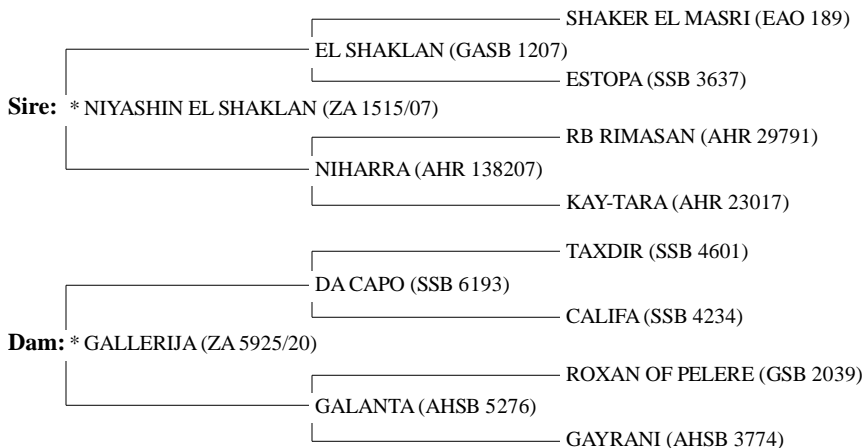 SHAKER EL MASRI (EAO 189)
EL SHAKLAN (GASB 1207)
ESTOPA (SSB 3637)
Sire: * NIYASHIN EL SHAKLAN (ZA 1515/07)
RB RIMASAN (AHR 29791)
NIHARRA (AHR 138207)
KAY-TARA (AHR 23017)
TAXDIR (SSB 4601)
DA CAPO (SSB 6193)
CALIFA (SSB 4234)
Dam: * GALLERIJA (ZA 5925/20)
ROXAN OF PELERE (GSB 2039)
GALANTA (AHSB 5276)
GAYRANI (AHSB 3774)